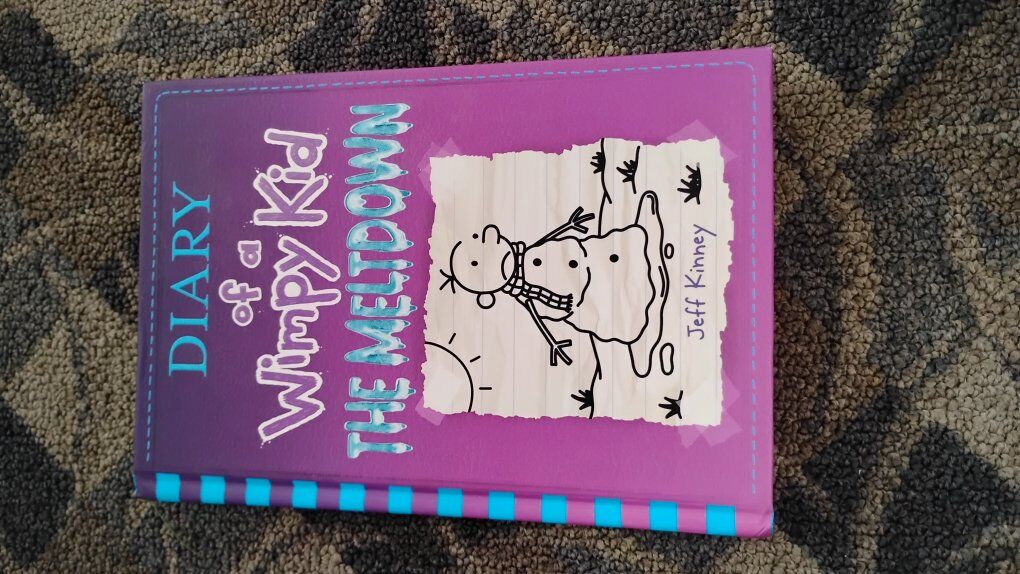 DIARY
of a
Wimpy Kid
THE MELTDOWN
Jeff Kinney